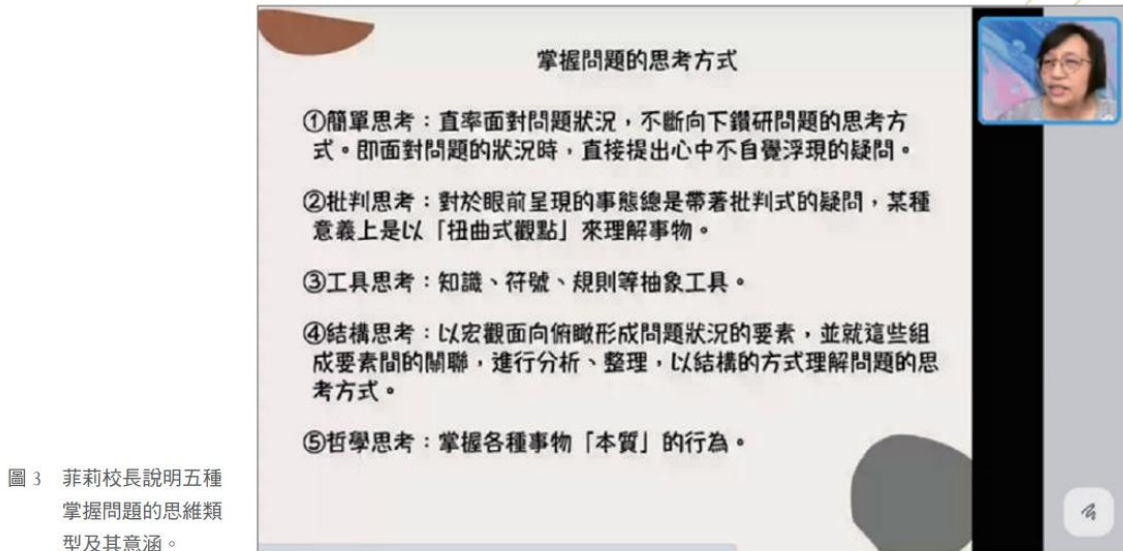 掌握問題的思考方式
①簡單思考：直率面對問題狀況，不斷向下鑽研問題的思考方
式。即面對問題的狀況時，直接提出心中不自覺浮現的疑問。
②批判思考：對於眼前呈現的事態總是帶著批判式的疑問，某種
意義上是以「扭曲式觀點」來理解事物。
③工具思考：知識、符號、規則等抽象工具。
④結構思考：以宏觀面向俯瞰形成問題狀況的要素，並就這些組
成要素間的關聯，進行分析、整理，以結構的方式理解問題的思
考方式。
⑤哲學思考：掌握各種事物「本質」的行為。
圖 3 菲莉校長說明五種
掌握問題的思維類
型及其意涵。